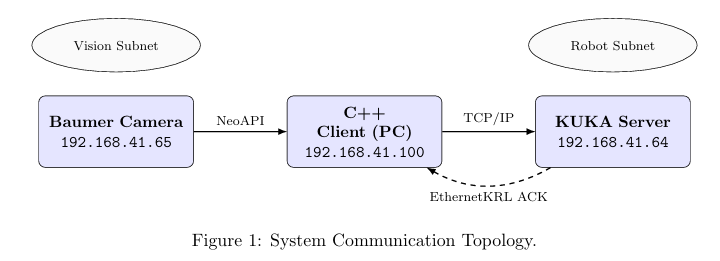 Vision Subnet
Robot Subnet
Baumer Camera
192.168.41.65
NeoAPI
C++
Client (PC)
192.168.41.100
TCP/IP
KUKA Server
192.168.41.64
EthernetKRL ACK
Figure 1: System Communication Topology.